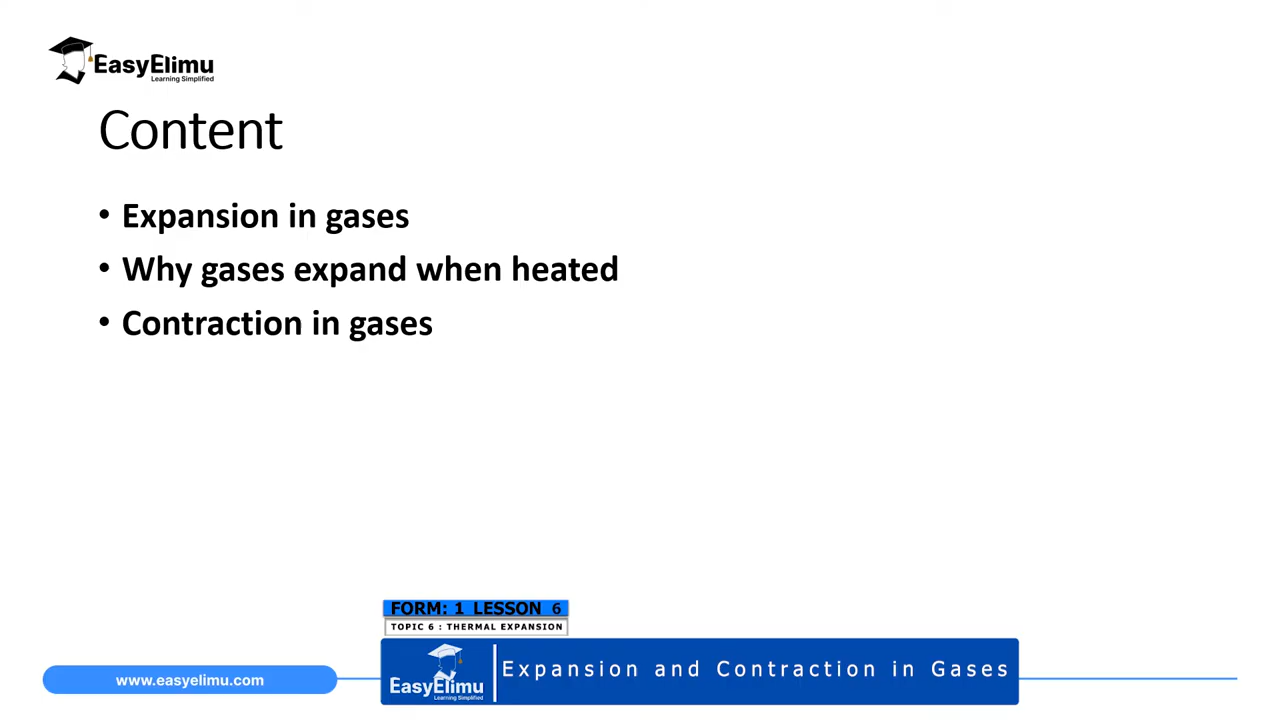 EasyElimu
Learning Simplified
Content
• Expansion in gases
• Why gases expand when heated
• Contraction in gases
FORM: 1 LESSON 6
TOPIC 6 : THERMAL EXPANSION
www.easyelimu.com
EasyElimu
Learning Simplified
Expansion and Contraction in Gases